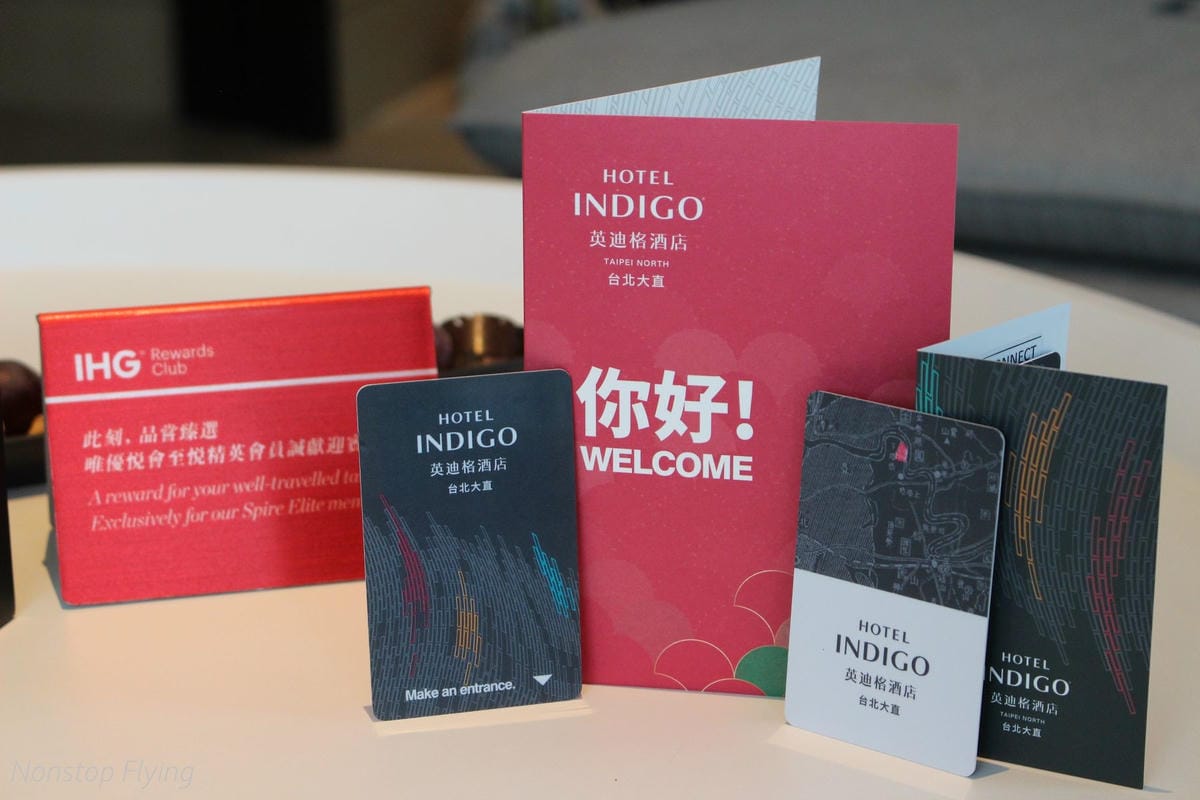 IHG® Rewards
Club
此刻，品嘗臻選
唯優悅會至悅精英會員誠獻迎賓
A reward for your well-travelled
Exclusively for our Spire Elite
HOTEL
INDIGO
英迪格酒店
台北大直
Make an entrance.
HOTEL
INDIGO®
英迪格酒店
TAIPEI NORTH
台北大直
你好!
WELCOME
HOTEL
INDIGO
英迪格酒店
台北大直
HOTEL
INDIGO®
英迪格酒店
TAIPEI NORTH
台北大直
Nonstop Flying